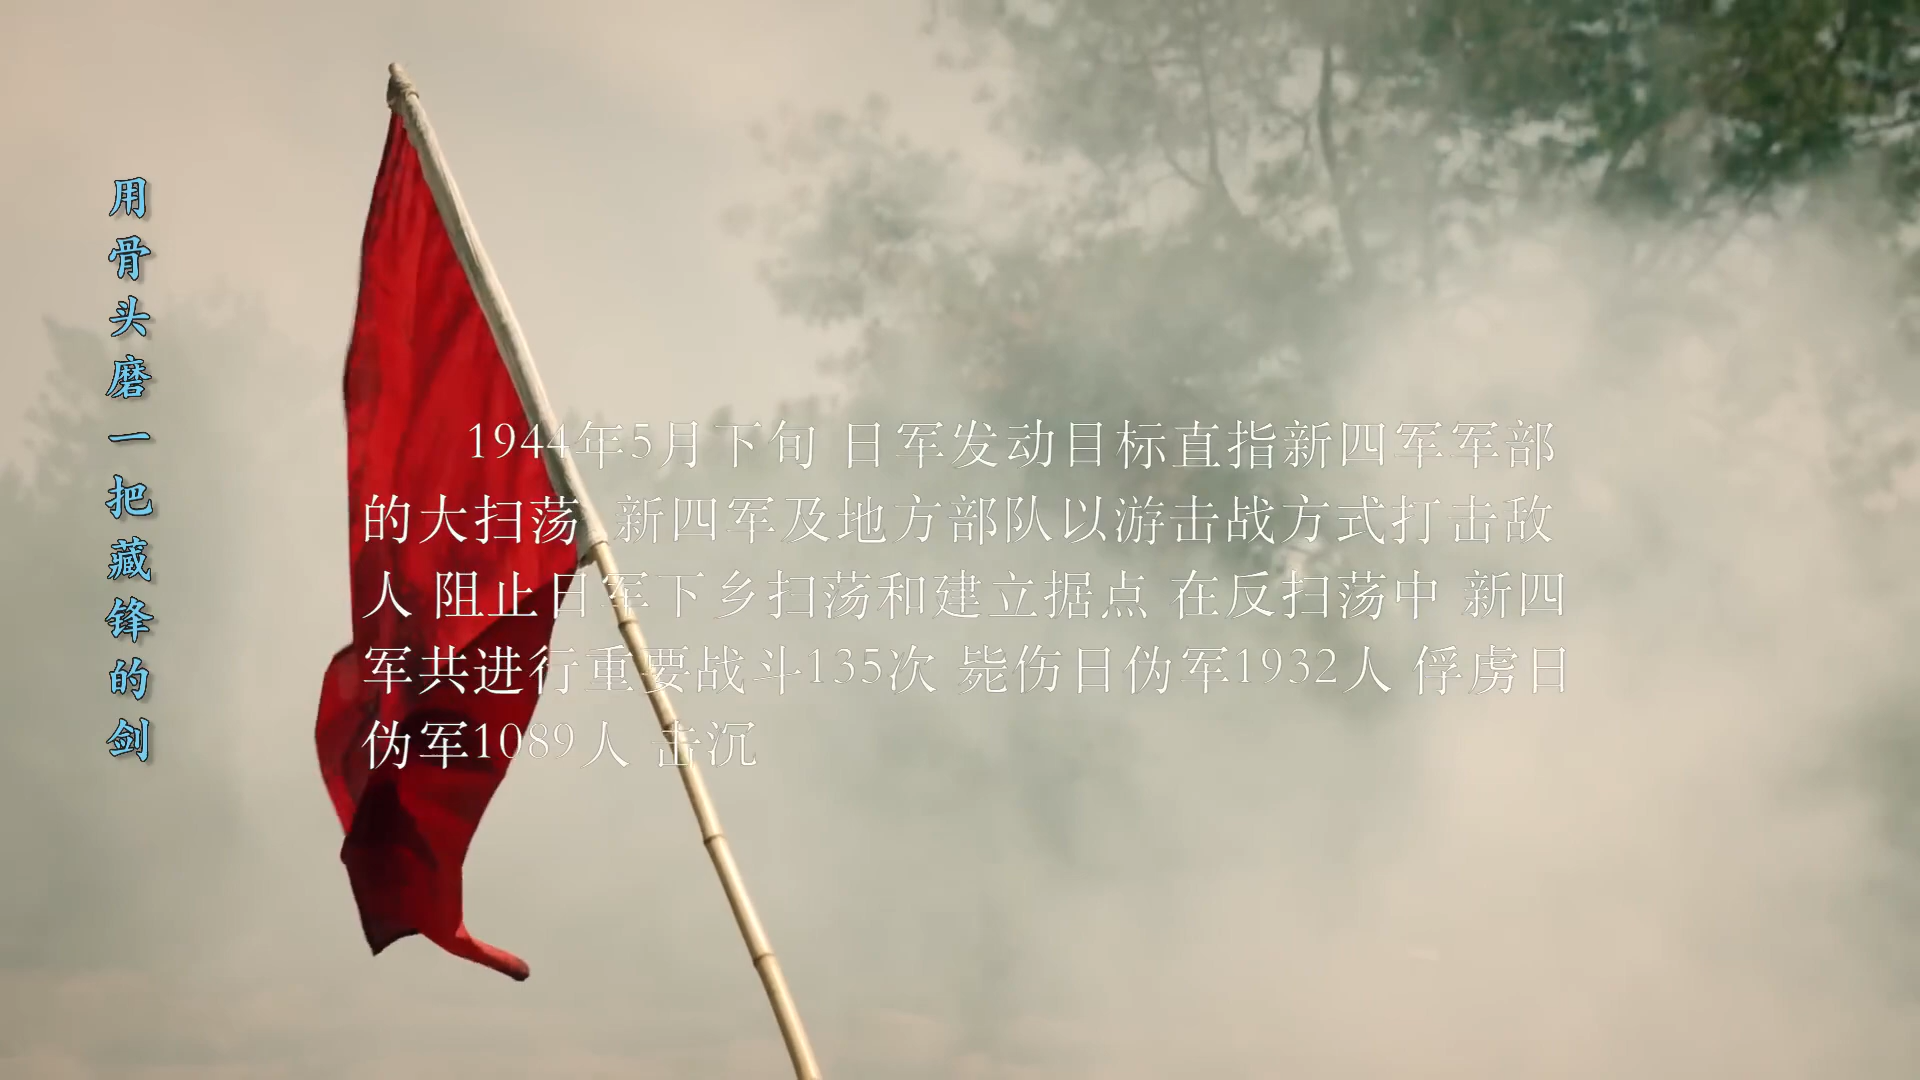 用骨头磨一把藏锋的剑
1944年5月下旬 日军发动目标直指新四军军部
的大扫荡 新四军及地方部队以游击战方式打击敌
人 阻止日军下乡扫荡和建立据点 在反扫荡中 新四
军共进行重要战斗135次 毙伤日伪军1932人 俘虏日
伪军1089人 击沉